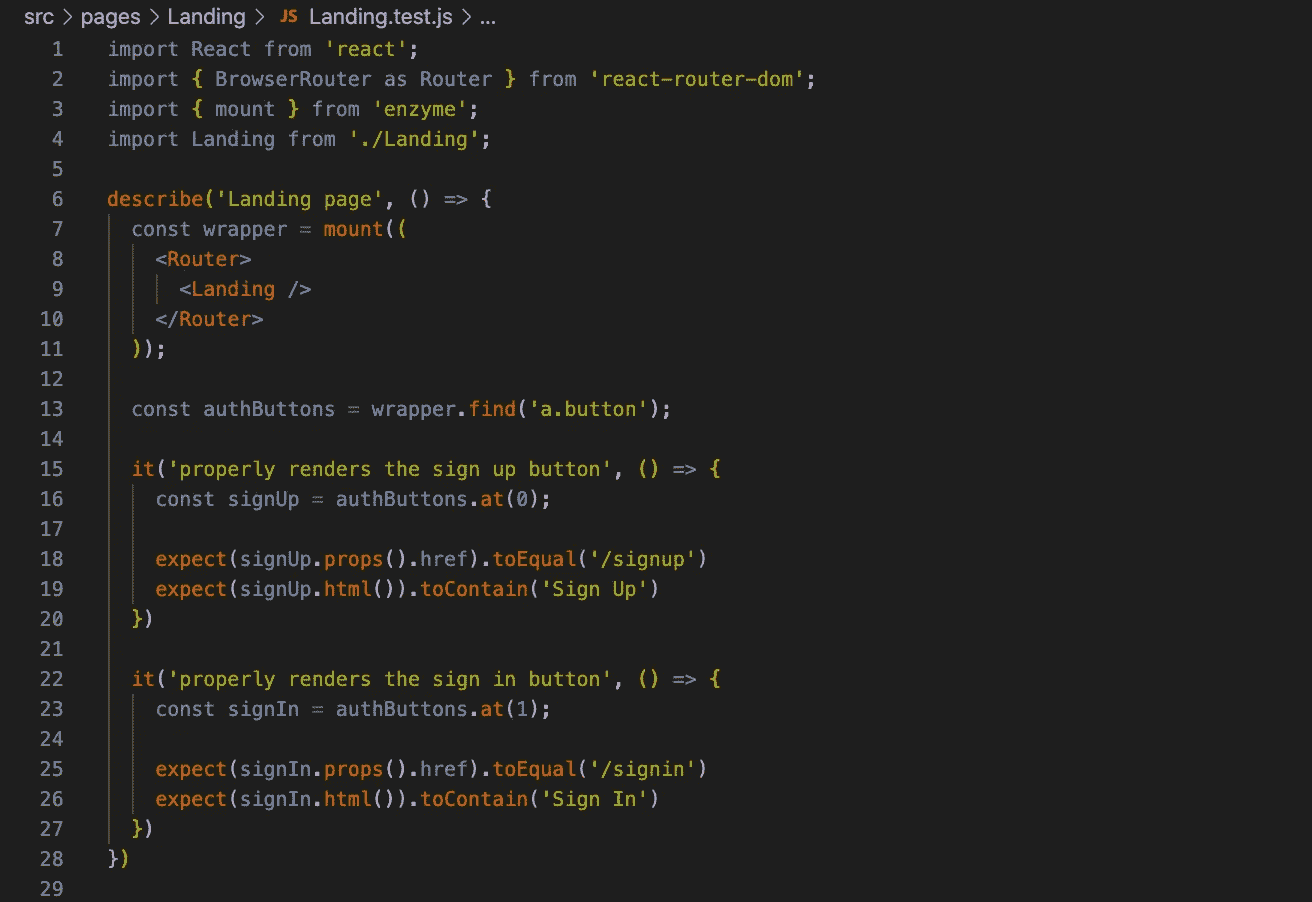 src > pages > Landing > JS Landing.test.js > ...
1 import React from 'react';
2 import { BrowserRouter as Router } from 'react-router-dom';
3 import { mount } from 'enzyme';
4 import Landing from './Landing';
5
6 describe('Landing page', () => {
7   const wrapper = mount((
8     <Router>
9       <Landing />
10     </Router>
11   ));
12
13   const authButtons = wrapper.find('a.button');
14
15   it('properly renders the sign up button', () => {
16     const signUp = authButtons.at(0);
17
18     expect(signUp.props().href).toEqual('/signup')
19     expect(signUp.html()).toContain('Sign Up')
20   })
21
22   it('properly renders the sign in button', () => {
23     const signIn = authButtons.at(1);
24
25     expect(signIn.props().href).toEqual('/signin')
26     expect(signIn.html()).toContain('Sign In')
27   })
28 })
29